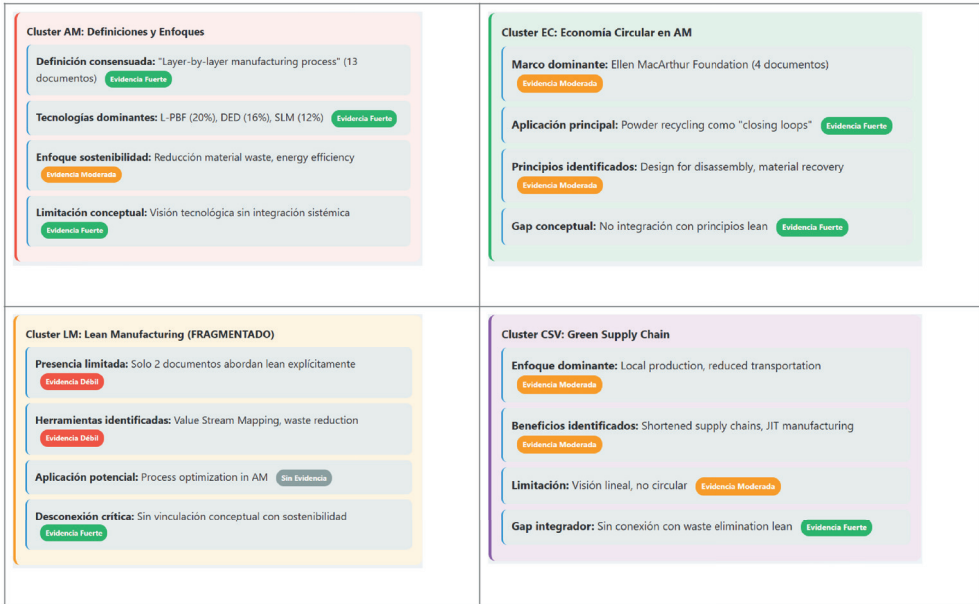 Cluster AM: Definiciones y Enfoques
Definición consensuada: "Layer-by-layer manufacturing process" (13
documentos) Evidencia Fuerte
Tecnologías dominantes: L-PBF (20%), DED (16%), SLM (12%) Evidencia Fuerte
Enfoque sostenibilidad: Reducción material waste, energy efficiency
Evidencia Moderada
Limitación conceptual: Visión tecnológica sin integración sistémica
Evidencia Fuerte
Cluster EC: Economía Circular en AM
Marco dominante: Ellen MacArthur Foundation (4 documentos)
Evidencia Moderada
Aplicación principal: Powder recycling como "closing loops" Evidencia Fuerte
Principios identificados: Design for disassembly, material recovery
Evidencia Moderada
Gap conceptual: No integración con principios lean Evidencia Fuerte
Cluster LM: Lean Manufacturing (FRAGMENTADO)
Presencia limitada: Solo 2 documentos abordan lean explícitamente
Evidencia Débil
Herramientas identificadas: Value Stream Mapping, waste reduction
Evidencia Débil
Aplicación potencial: Process optimization in AM Sin Evidencia
Desconexión crítica: Sin vinculación conceptual con sostenibilidad
Evidencia Fuerte
Cluster CSV: Green Supply Chain
Enfoque dominante: Local production, reduced transportation
Evidencia Moderada
Beneficios identificados: Shortened supply chains, JIT manufacturing
Evidencia Moderada
Limitación: Visión lineal, no circular Evidencia Moderada
Gap integrador: Sin conexión con waste elimination lean Evidencia Fuerte